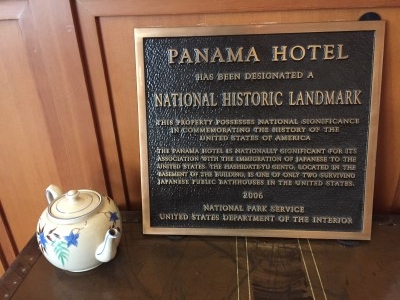 PANAMA HOTEL
HAS BEEN DESIGNATED A
NATIONAL HISTORIC LANDMARK
THIS PROPERTY POSSESSES NATIONAL SIGNIFICANCE
IN COMMEMORATING THE HISTORY OF THE
UNITED STATES OF AMERICA
THE PANAMA HOTEL IS NATIONALLY SIGNIFICANT FOR ITS
ASSOCIATION WITH THE IMMIGRATION OF JAPANESE TO THE
UNITED STATES. THE HASHIDATE-YU SENTO, LOCATED IN THE
BASEMENT OF THE BUILDING, IS ONE OF ONLY TWO SURVIVING
JAPANESE PUBLIC BATHHOUSES IN THE UNITED STATES.
2006
NATIONAL PARK SERVICE
UNITED STATES DEPARTMENT OF THE INTERIOR